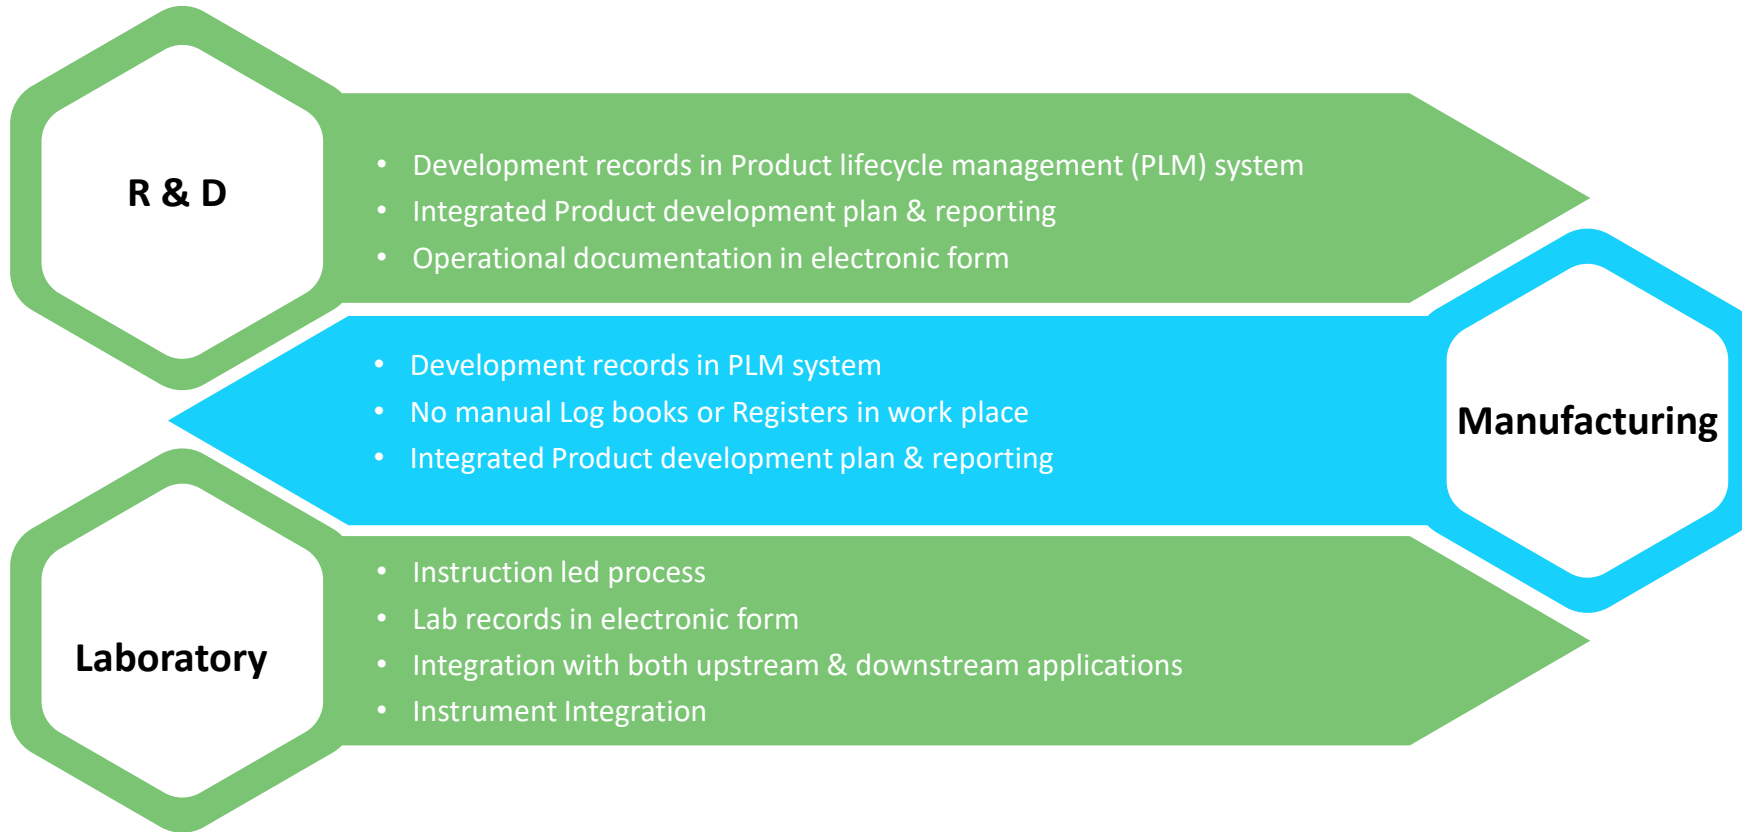 R & D
• Development records in Product lifecycle management (PLM) system
• Integrated Product development plan & reporting
• Operational documentation in electronic form
• Development records in PLM system
• No manual Log books or Registers in work place
• Integrated Product development plan & reporting
Manufacturing
Laboratory
• Instruction led process
• Lab records in electronic form
• Integration with both upstream & downstream applications
• Instrument Integration